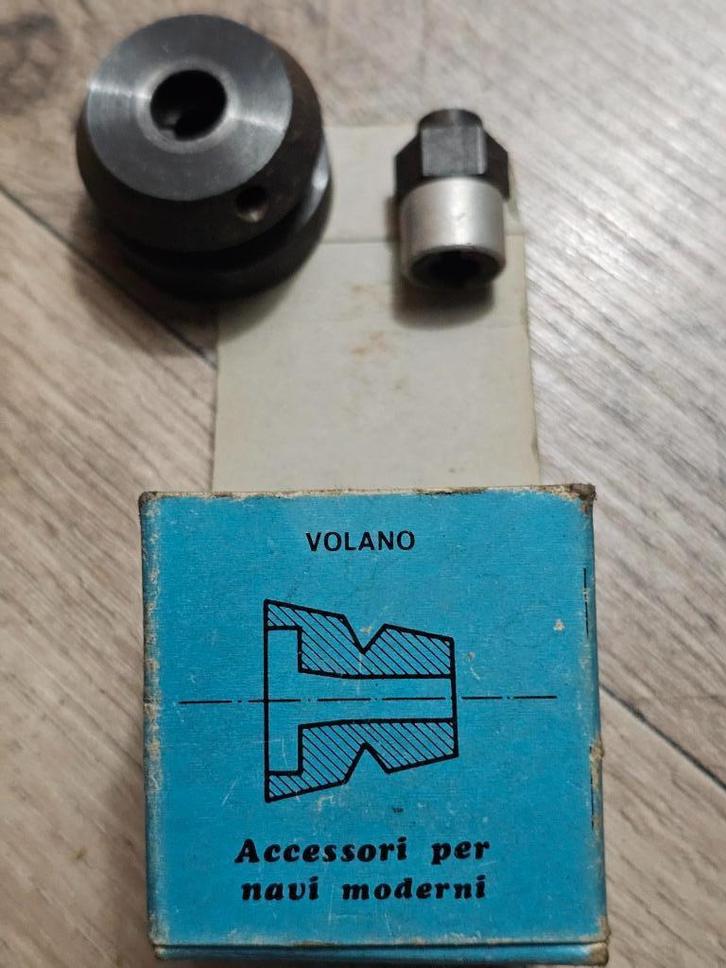 VOLANO
Accessori per
navi moderni